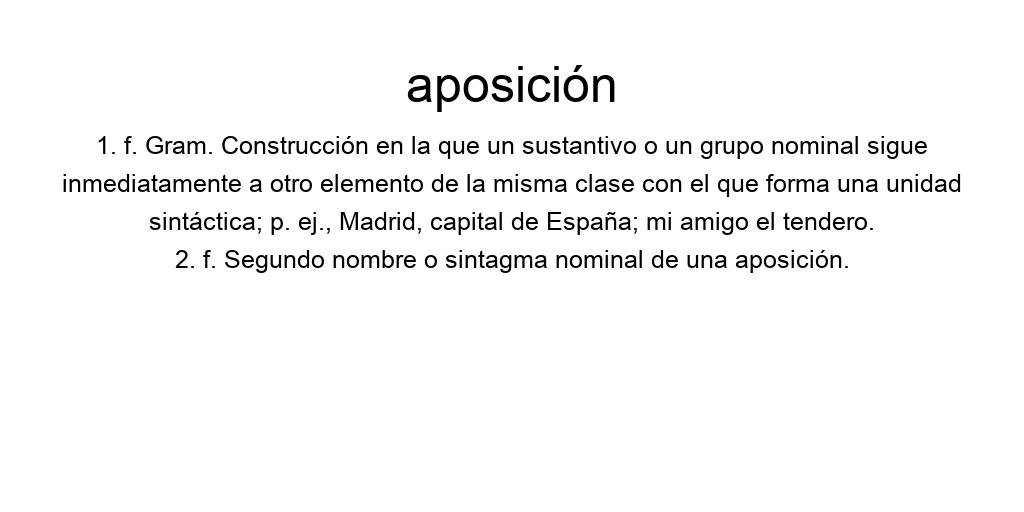 aposición
1. f. Gram. Construcción en la que un sustantivo o un grupo nominal sigue
inmediatamente a otro elemento de la misma clase con el que forma una unidad
sintáctica; p. ej., Madrid, capital de España; mi amigo el tendero.
2. f. Segundo nombre o sintagma nominal de una aposición.